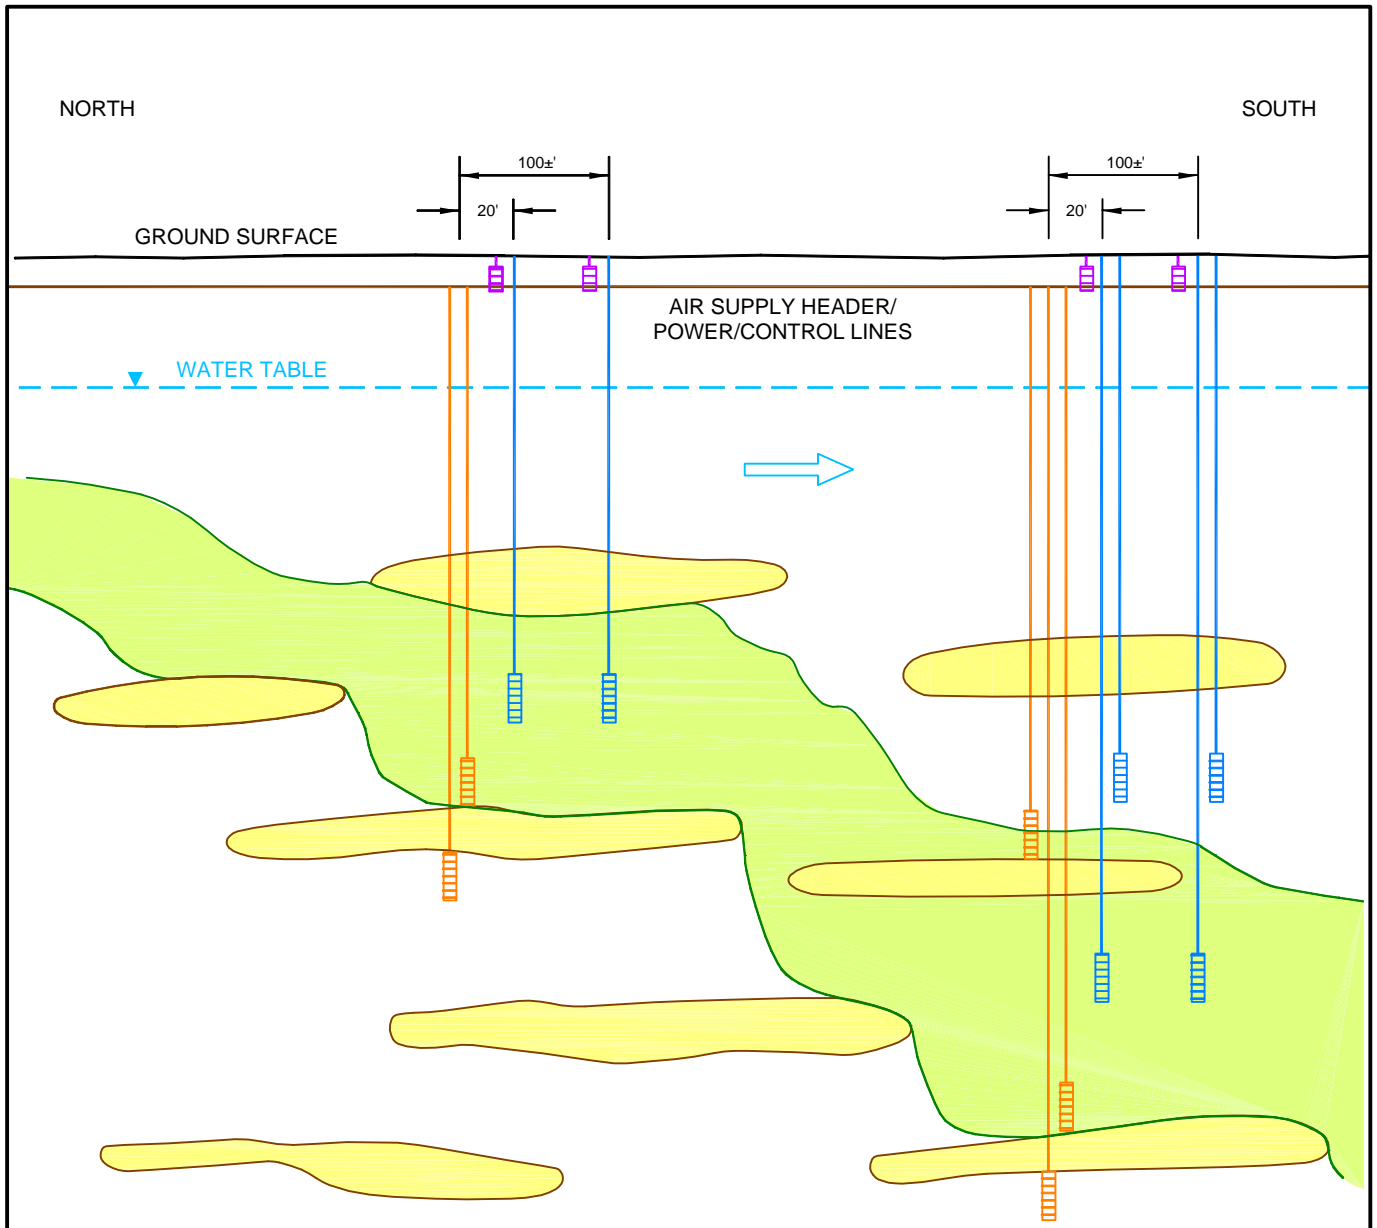 NORTH
SOUTH
100±'
100±'
20'
20'
GROUND SURFACE
AIR SUPPLY HEADER/
POWER/CONTROL LINES
WATER TABLE